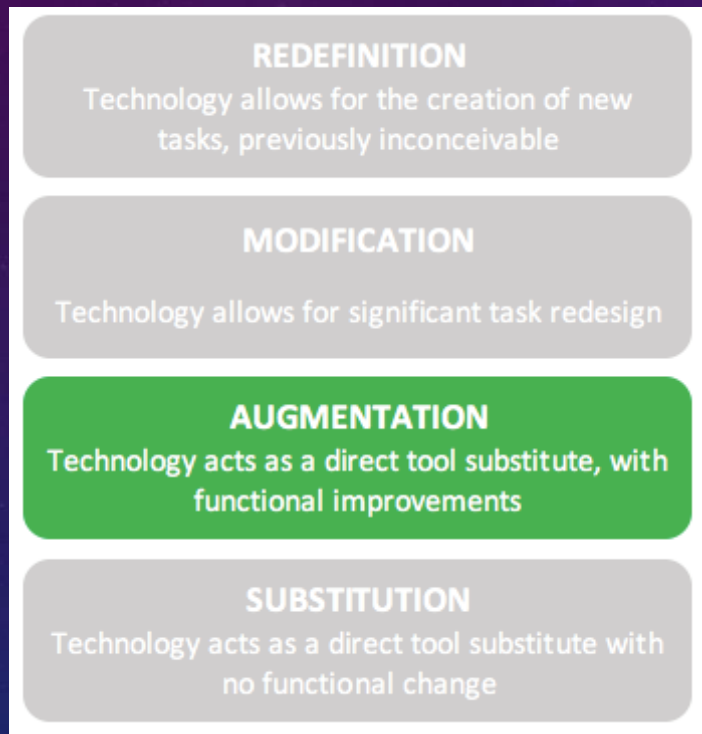 REDEFINITION
Technology allows for the creation of new
tasks, previously inconceivable
MODIFICATION
Technology allows for significant task redesign
AUGMENTATION
Technology acts as a direct tool substitute, with
functional improvements
SUBSTITUTION
Technology acts as a direct tool substitute with
no functional change